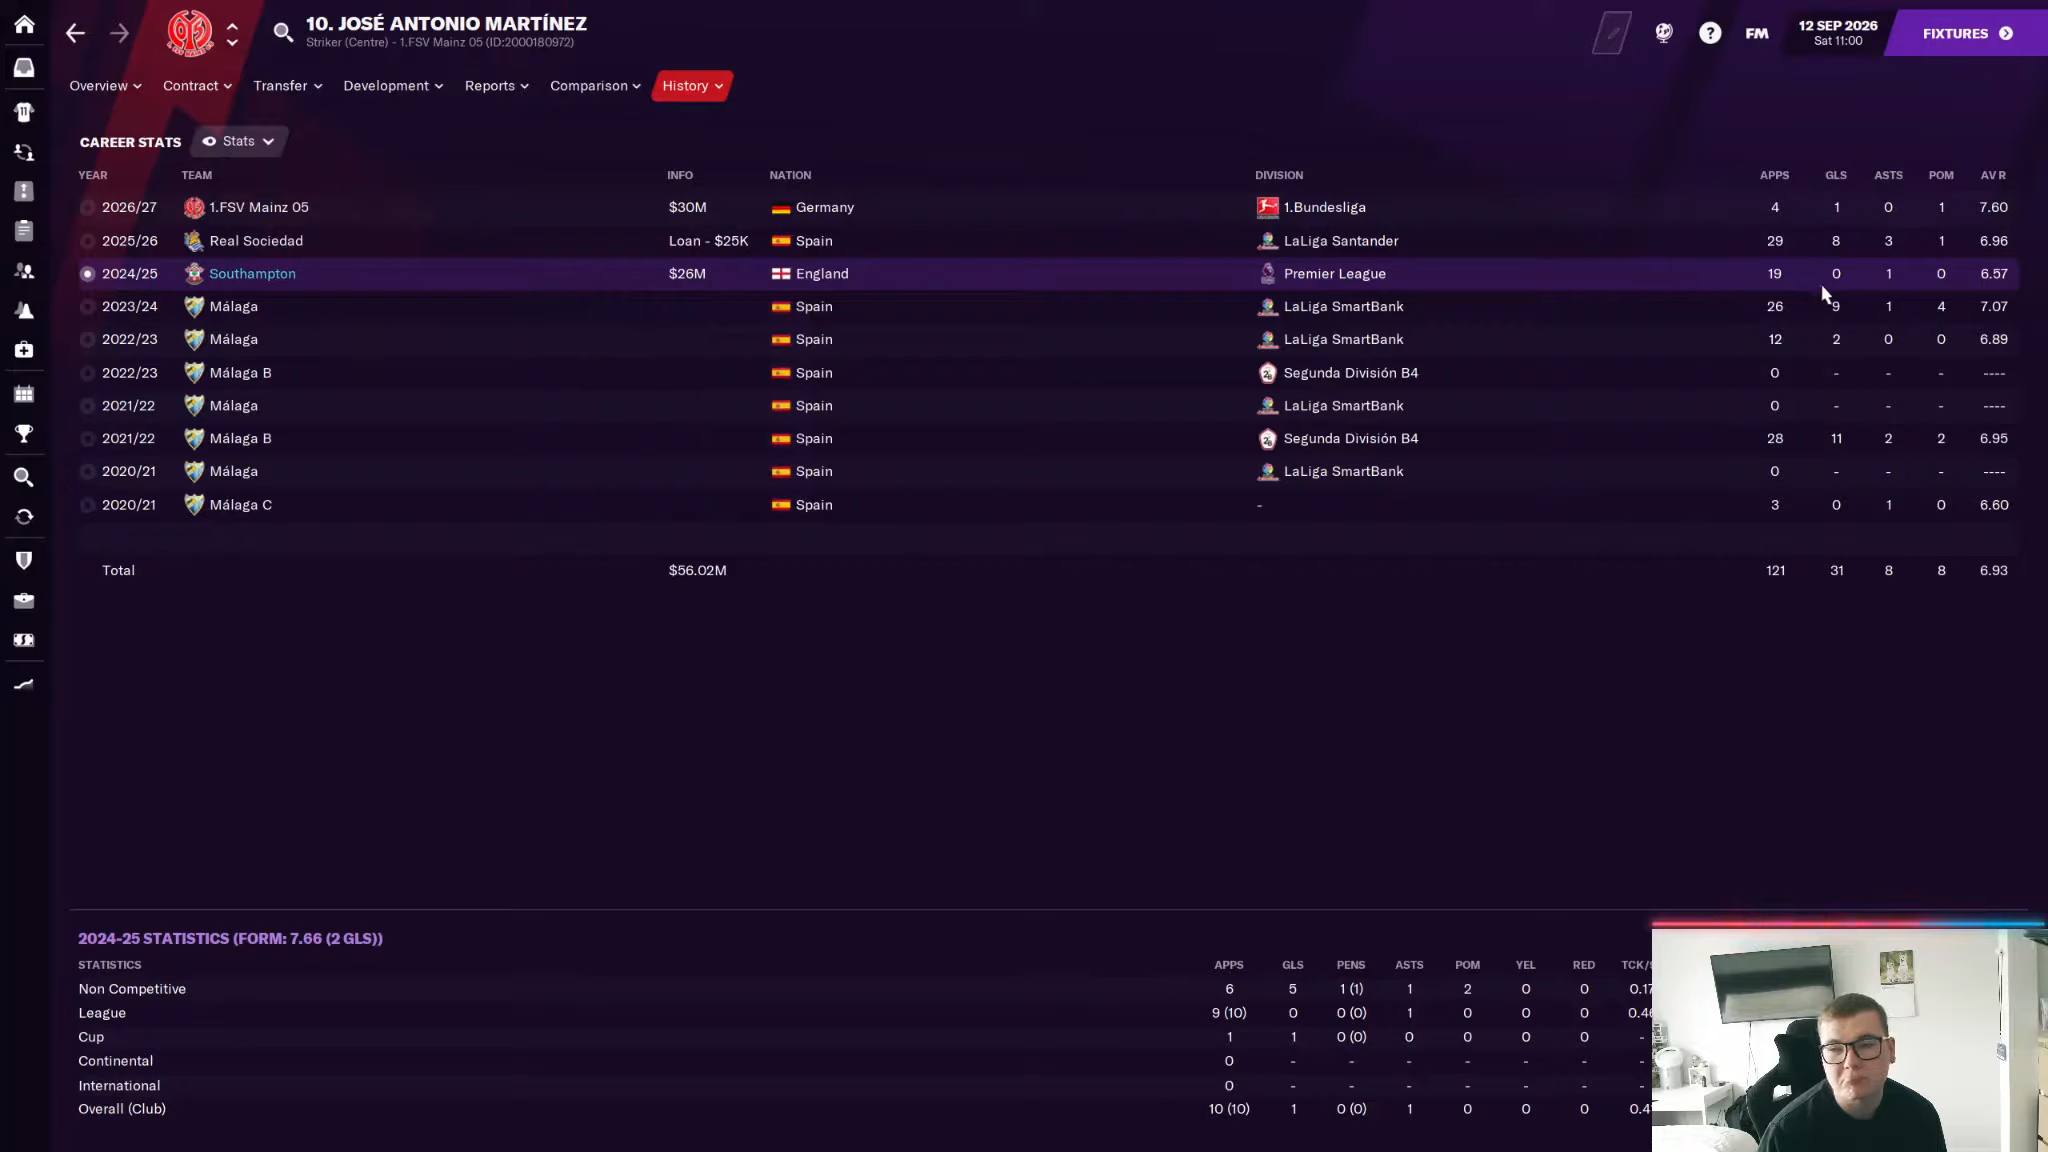 10. JOSÉ ANTONIO MARTÍNEZ
Striker (Centre) - 1.FSV Mainz 05 (ID:2000180972)
FM
12 SEP 2026
Sat 11:00
FIXTURES
Overview Contract Transfer Development Reports Comparison History
CAREER STATS Stats
YEAR TEAM INFO NATION DIVISION APPS GLS ASTS POM AV R
2026/27 1.FSV Mainz 05 $30M Germany 1.Bundesliga 4 1 0 1 7.60
2025/26 Real Sociedad Loan - $25K Spain LaLiga Santander 29 8 3 1 6.96
2024/25 Southampton $26M England Premier League 19 0 1 0 6.57
2023/24 Málaga Spain LaLiga SmartBank 26 9 1 4 7.07
2022/23 Málaga Spain LaLiga SmartBank 12 2 0 0 6.89
2022/23 Málaga B Spain Segunda División B4 0 - - - ----
2021/22 Málaga Spain LaLiga SmartBank 0 - - - ----
2021/22 Málaga B Spain Segunda División B4 28 11 2 2 6.95
2020/21 Málaga Spain LaLiga SmartBank 0 - - - ----
2020/21 Málaga C Spain - 3 0 1 0 6.60
Total $56.02M 121 31 8 8 6.93
2024-25 STATISTICS (FORM: 7.66 (2 GLS))
STATISTICS APPS GLS PENS ASTS POM YEL RED TCK/
Non Competitive 6 5 1 (1) 1 2 0 0 0.17
League 9 (10) 0 0 (0) 1 0 0 0 0.46
Cup 1 1 0 (0) 0 0 0 0 -
Continental 0 - - - - - - -
International 0 - - - - - - -
Overall (Club) 10 (10) 1 0 (0) 1 0 0 0 0.4